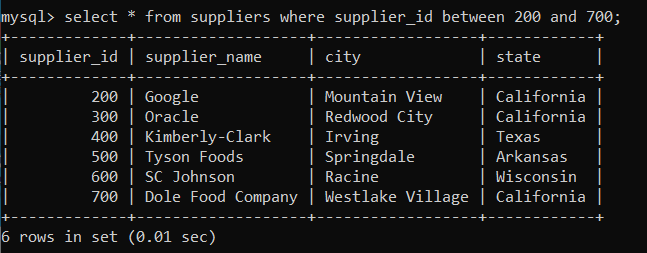 mysql> select * from suppliers where supplier_id between 200 and 700;
+-------------+-------------------+------------------+------------+
| supplier_id | supplier_name     | city             | state      |
+-------------+-------------------+------------------+------------+
|         200 | Google            | Mountain View    | California |
|         300 | Oracle            | Redwood City     | California |
|         400 | Kimberly-Clark    | Irving           | Texas      |
|         500 | Tyson Foods       | Springdale       | Arkansas   |
|         600 | SC Johnson        | Racine           | Wisconsin  |
|         700 | Dole Food Company | Westlake Village | California |
+-------------+-------------------+------------------+------------+
6 rows in set (0.01 sec)